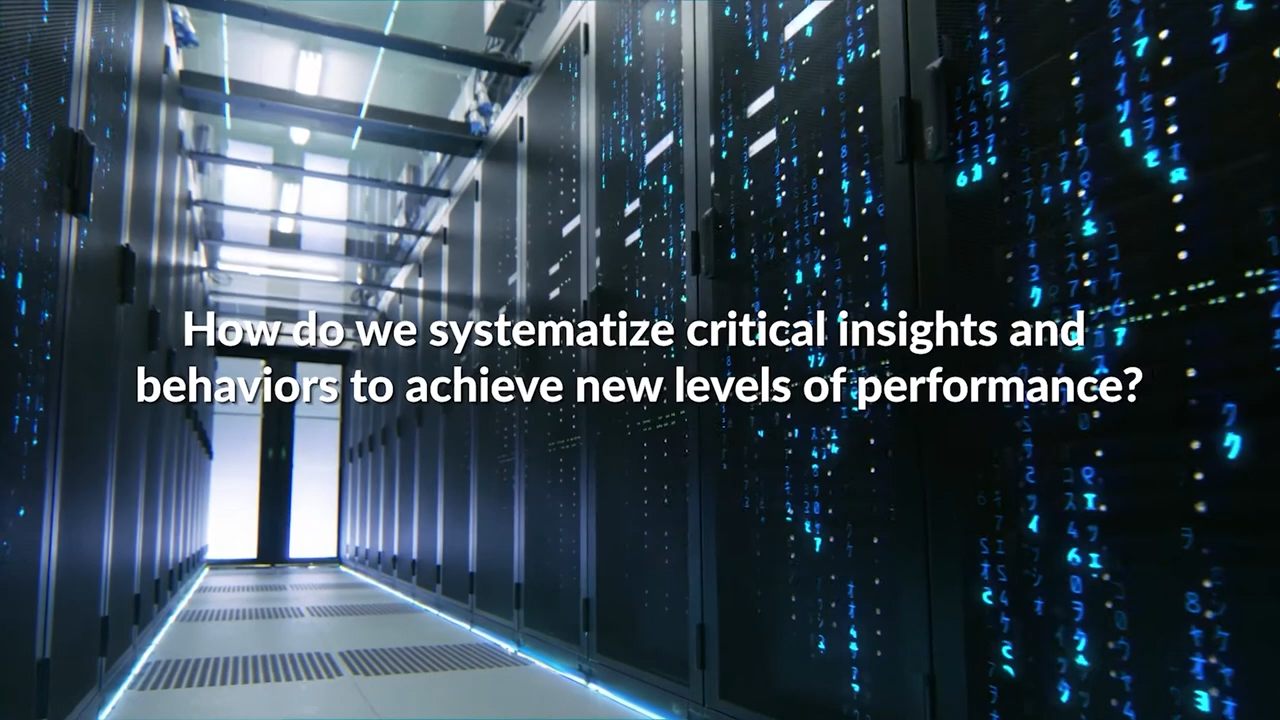 How do we systematize critical insights and
behaviors to achieve new levels of performance?